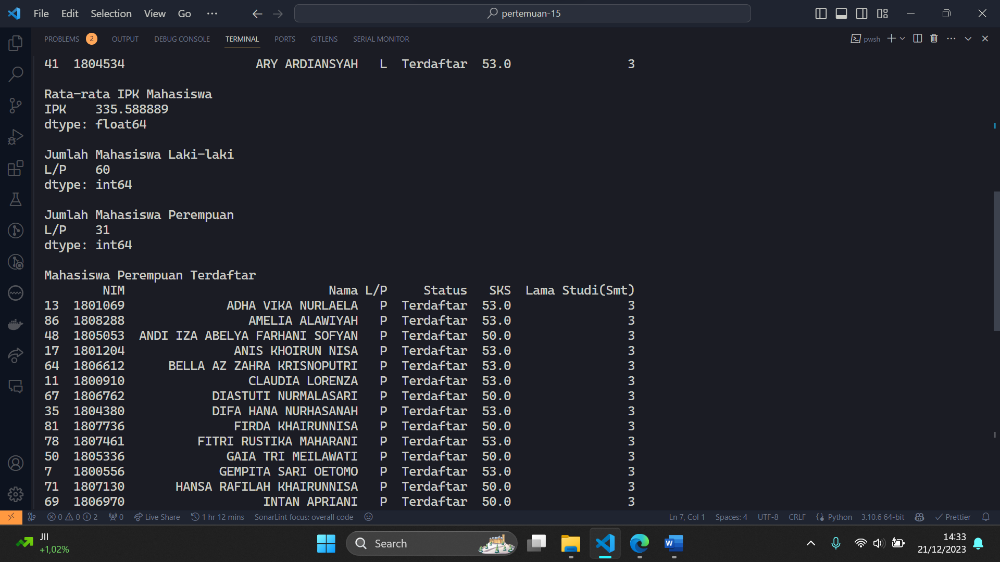 File Edit Selection View Go ··· pertemuan-15
PROBLEMS 2 OUTPUT DEBUG CONSOLE TERMINAL PORTS GITLENS SERIAL MONITOR pwsh
41 1804534 ARY ARDIANSYAH L Terdaftar 53.0 3
Rata-rata IPK Mahasiswa
IPK 335.588889
dtype: float64
Jumlah Mahasiswa Laki-laki
L/P 60
dtype: int64
Jumlah Mahasiswa Perempuan
L/P 31
dtype: int64
Mahasiswa Perempuan Terdaftar
NIM Nama L/P Status SKS Lama Studi(Smt)
13 1801069 ADHA VIKA NURLAELA P Terdaftar 53.0 3
86 1808288 AMELIA ALAWIYAH P Terdaftar 53.0 3
48 1805053 ANDI IZA ABELYA FARHANI SOFYAN P Terdaftar 50.0 3
17 1801204 ANIS KHOIRUN NISA P Terdaftar 53.0 3
64 1806612 BELLA AZ ZAHRA KRISNOPUTRI P Terdaftar 53.0 3
11 1800910 CLAUDIA LORENZA P Terdaftar 53.0 3
67 1806762 DIASTUTI NURMALASARI P Terdaftar 50.0 3
35 1804380 DIFA HANA NURHASANAH P Terdaftar 53.0 3
81 1807736 FIRDA KHAIRUNNISA P Terdaftar 50.0 3
78 1807461 FITRI RUSTIKA MAHARANI P Terdaftar 53.0 3
50 1805336 GAIA TRI MEILAWATI P Terdaftar 50.0 3
7 1800556 GEMPITA SARI OETOMO P Terdaftar 53.0 3
71 1807130 HANSA RAFILAH KHAIRUNNISA P Terdaftar 50.0 3
69 1806970 INTAN APRIANI P Terdaftar 50.0 3
0 0 2 0 Live Share 1 hr 12 mins SonarLint focus: overall code Ln 7, Col 1 Spaces: 4 UTF-8 CRLF Python 3.10.6 64-bit Prettier
JII
+1,02%
Search
14:33
21/12/2023